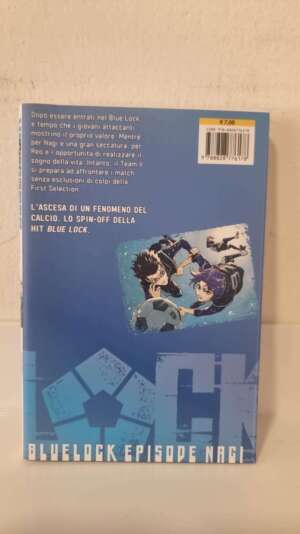 € 7,00
Dopo essere entrati nel Blue Lock,
è tempo che i giovani attaccanti
mostrino il proprio valore. Mentre
per Nagi è una gran seccatura, per
Reo è l'opportunità di realizzare il
sogno della vita. Intanto, il Team V
si prepara ad affrontare i match
senza esclusioni di colpi della
First Selection.
L'ASCESA DI UN FENOMENO DEL
CALCIO. LO SPIN-OFF DELLA
HIT BLUE LOCK.
LOCK
BLUELOCK EPISODE NAGI